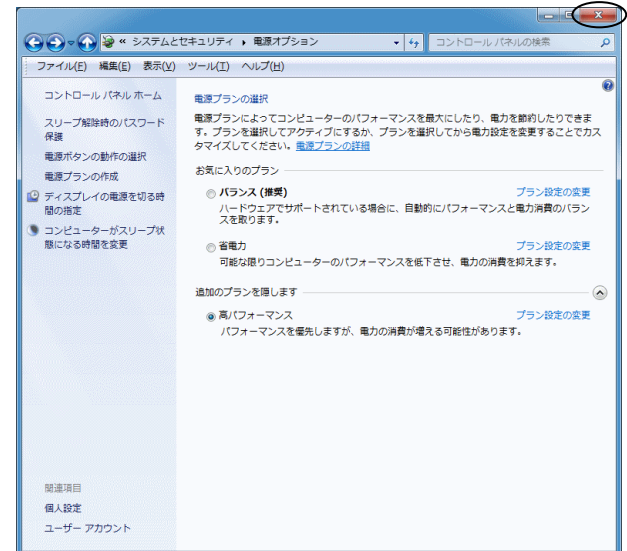 « システムとセキュリティ ▸ 電源オプション
コントロール パネルの検索
ファイル(F) 編集(E) 表示(V) ツール(T) ヘルプ(H)
コントロール パネル ホーム
スリープ解除時のパスワード
保護
電源ボタンの動作の選択
電源プランの作成
ディスプレイの電源を切る時
間の指定
コンピューターがスリープ状
態になる時間を変更
電源プランの選択
電源プランによってコンピューターのパフォーマンスを最大にしたり、電力を節約したりできま
す。プランを選択してアクティブにするか、プランを選択してから電力設定を変更することでカス
タマイズしてください。電源プランの詳細
お気に入りのプラン
バランス (推奨) プラン設定の変更
ハードウェアでサポートされている場合に、自動的にパフォーマンスと電力消費のバラン
スを取ります。
省電力 プラン設定の変更
可能な限りコンピューターのパフォーマンスを低下させ、電力の消費を抑えます。
追加のプランを隠します
高パフォーマンス プラン設定の変更
パフォーマンスを優先しますが、電力の消費が増える可能性があります。
関連項目
個人設定
ユーザー アカウント